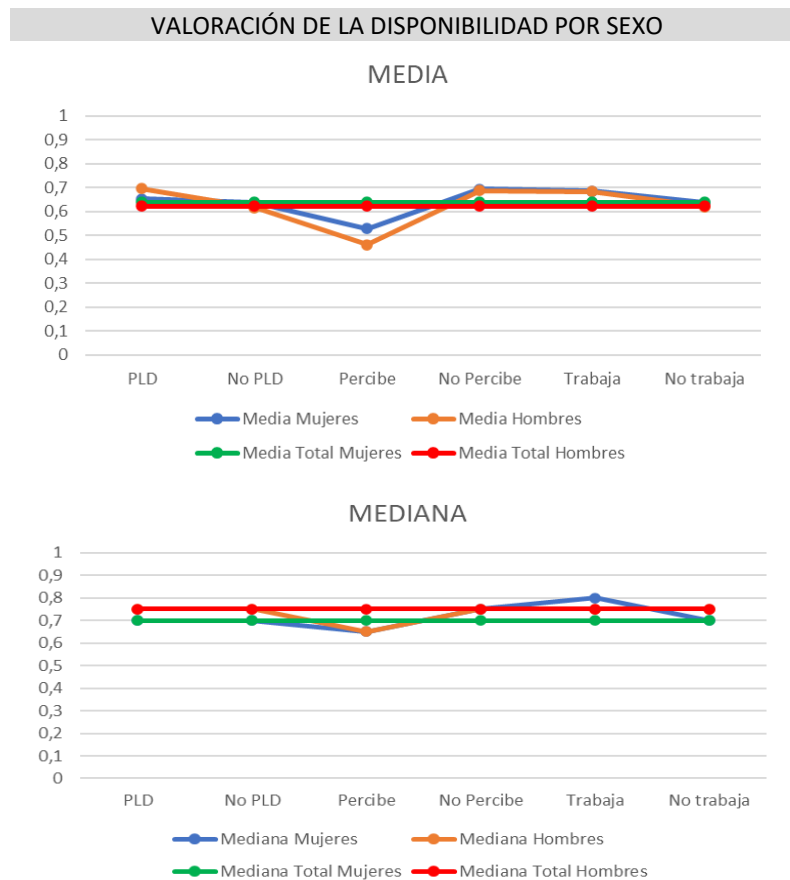 VALORACIÓN DE LA DISPONIBILIDAD POR SEXO
MEDIA
1
0,9
0,8
0,7
0,6
0,5
0,4
0,3
0,2
0,1
0
PLD No PLD Percibe No Percibe Trabaja No trabaja
Media Mujeres Media Hombres
Media Total Mujeres Media Total Hombres
MEDIANA
1
0,9
0,8
0,7
0,6
0,5
0,4
0,3
0,2
0,1
0
PLD No PLD Percibe No Percibe Trabaja No trabaja
Mediana Mujeres Mediana Hombres
Mediana Total Mujeres Mediana Total Hombres